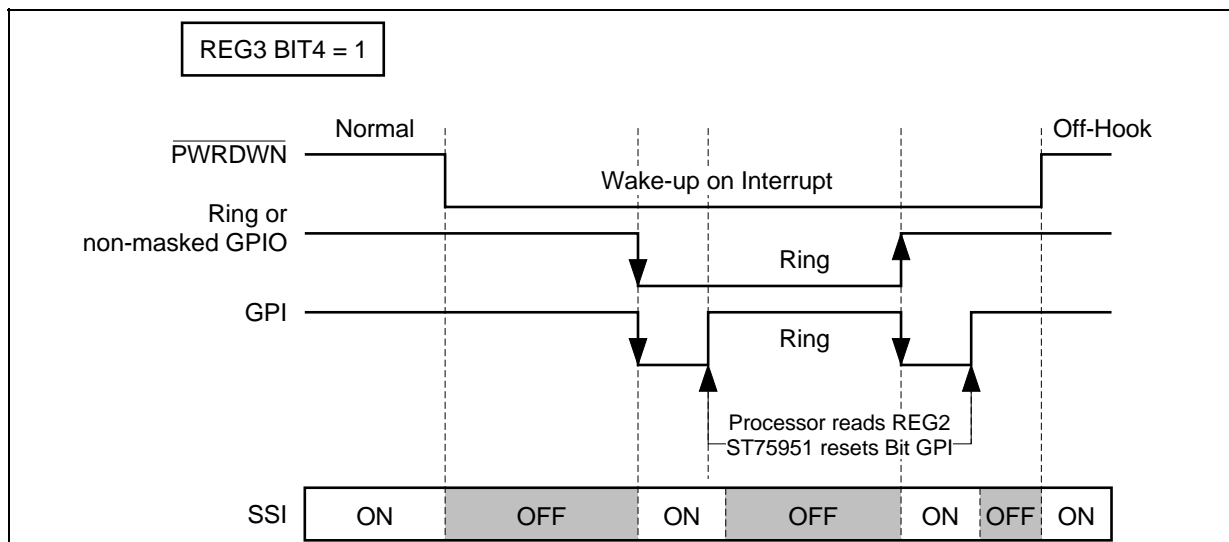 REG3 BIT4 = 1
Normal
Off-Hook
PWRDWN
Wake-up on Interrupt
Ring or
non-masked GPIO
Ring
GPI
Ring
Processor reads REG2
ST75951 resets Bit GPI
SSI ON OFF ON OFF ON OFF ON